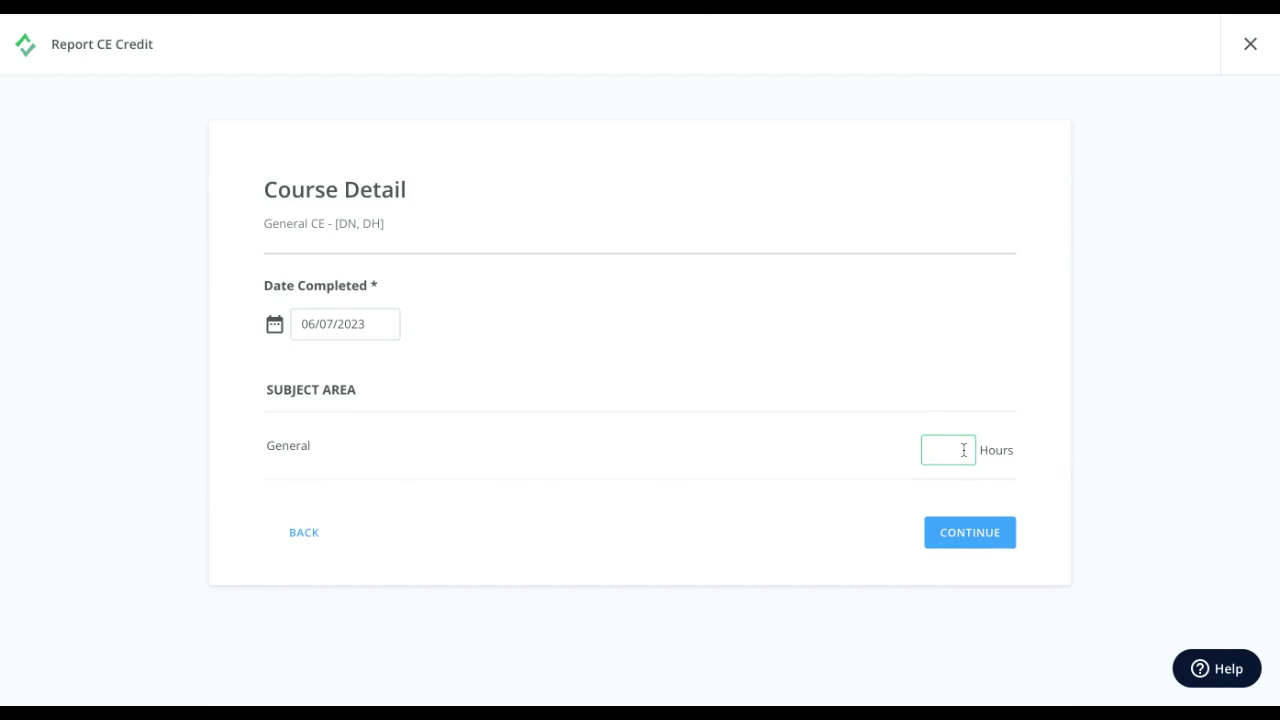 Report CE Credit
Course Detail
General CE - [DN, DH]
Date Completed *
06/07/2023
SUBJECT AREA
General
Hours
BACK
CONTINUE
Help